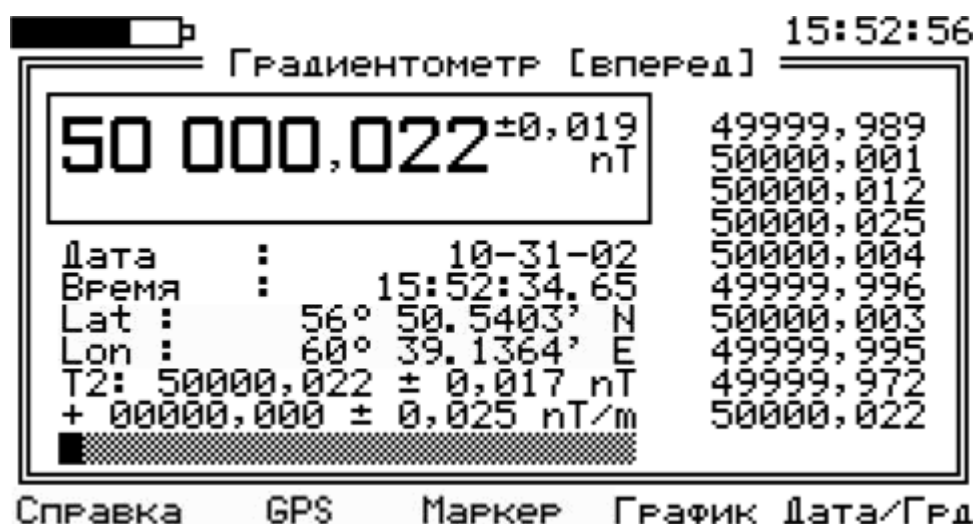 15:52:56
Градиентометр [вперед]
50 000,022 ±0,019 nT
Дата : 10-31-02
Время : 15:52:34.65
Lat : 56° 50.5403' N
Lon : 60° 39.1364' E
T2: 50000,022 ± 0,017 nT
+ 00000,000 ± 0,025 nT/m
49999,989
50000,001
50000,012
50000,025
50000,004
49999,996
50000,003
49999,995
49999,972
50000,022
Справка GPS Маркер График Дата/Грд